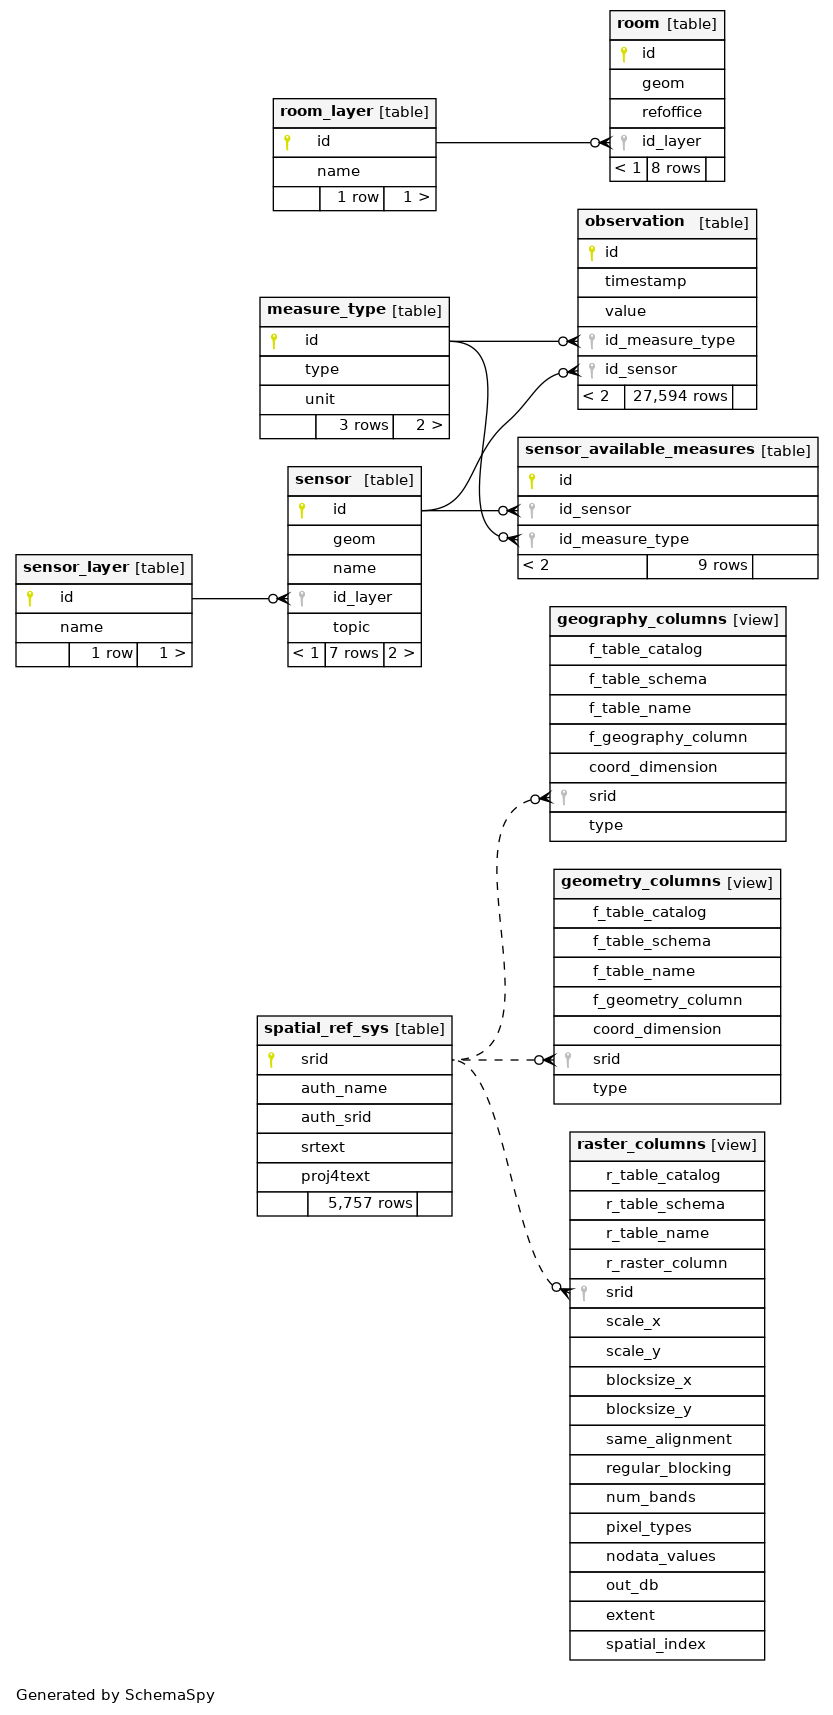 room [table]
id
geom
refoffice
id_layer
< 1 8 rows
room_layer [table]
id
name
1 row 1 >
observation [table]
id
timestamp
value
id_measure_type
id_sensor
< 2 27,594 rows
measure_type [table]
id
type
unit
3 rows 2 >
sensor_available_measures [table]
id
id_sensor
id_measure_type
< 2 9 rows
sensor [table]
id
geom
name
id_layer
topic
< 1 7 rows 2 >
sensor_layer [table]
id
name
1 row 1 >
geography_columns [view]
f_table_catalog
f_table_schema
f_table_name
f_geography_column
coord_dimension
srid
type
geometry_columns [view]
f_table_catalog
f_table_schema
f_table_name
f_geometry_column
coord_dimension
srid
type
spatial_ref_sys [table]
srid
auth_name
auth_srid
srtext
proj4text
5,757 rows
raster_columns [view]
r_table_catalog
r_table_schema
r_table_name
r_raster_column
srid
scale_x
scale_y
blocksize_x
blocksize_y
same_alignment
regular_blocking
num_bands
pixel_types
nodata_values
out_db
extent
spatial_index
Generated by SchemaSpy